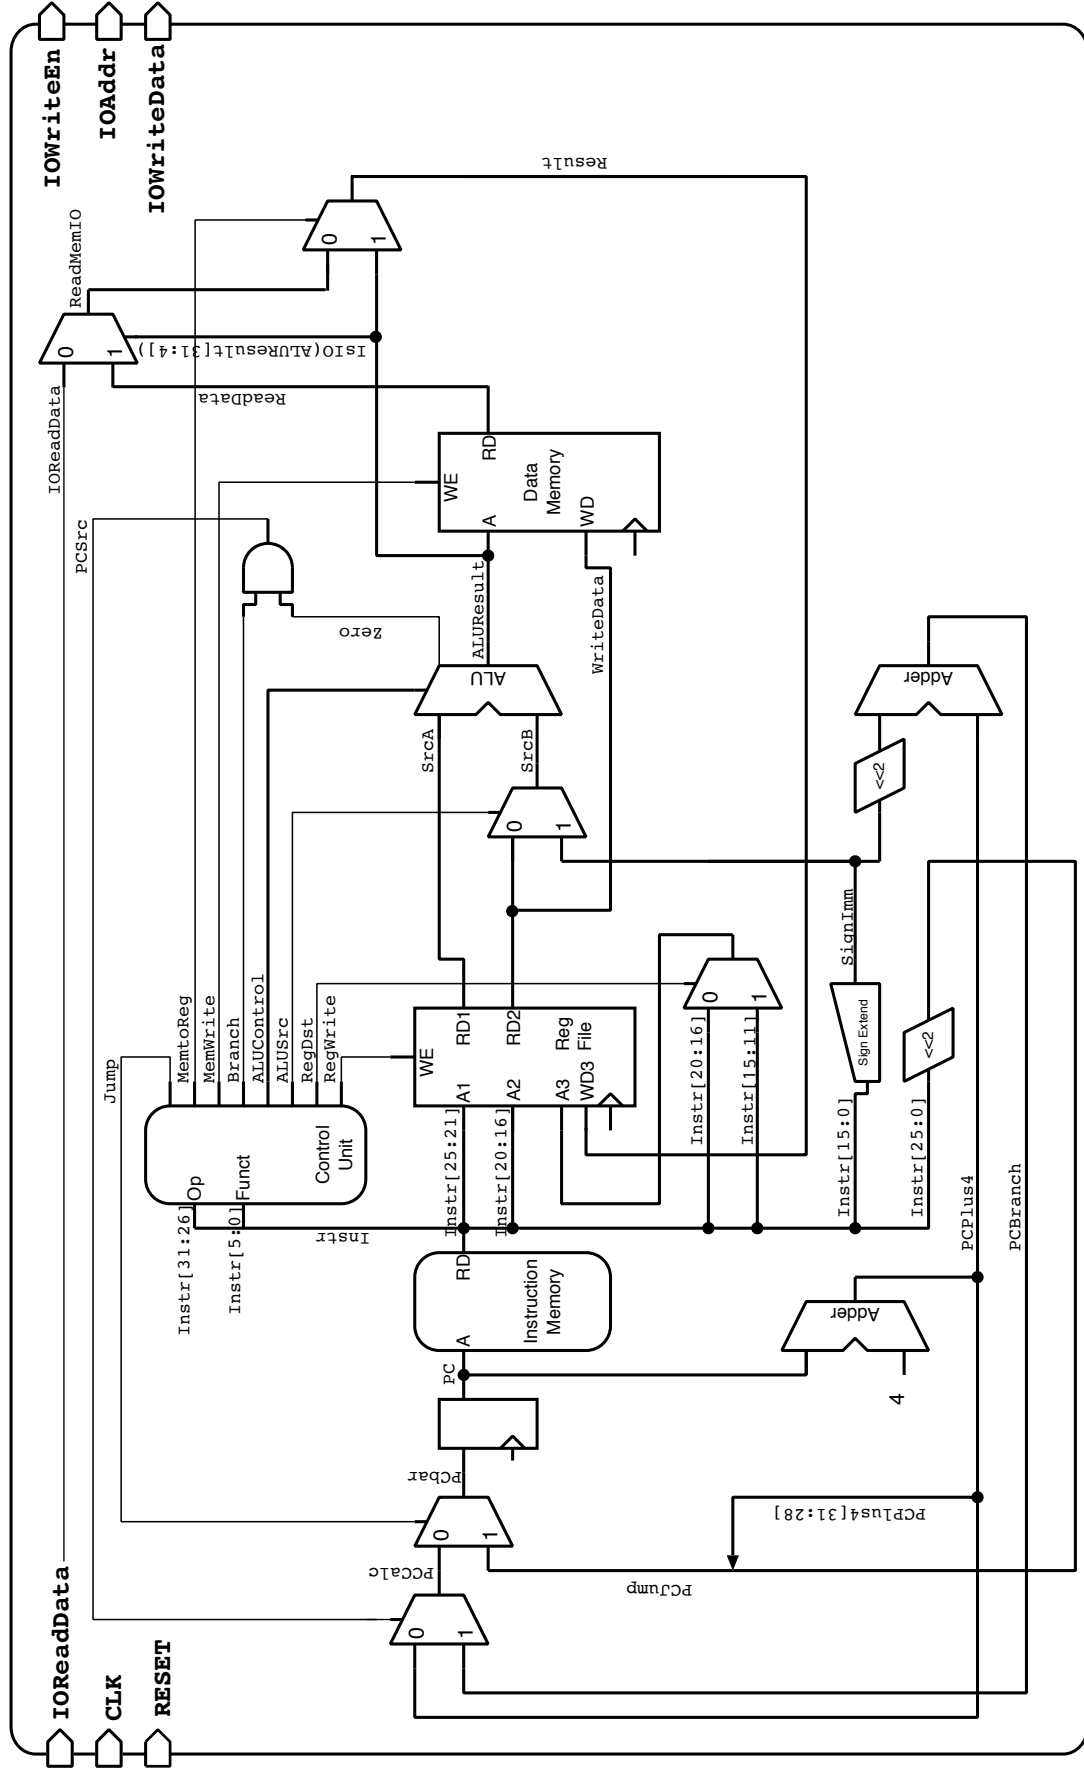 IOReadData
CLK
RESET
IOWriteEn
IOAddr
IOWriteData
IOReadData
0
1
ReadMemIO
IsIO(ALUResult[31:4])
ReadData
PCSrc
Jump
MemtoReg
MemWrite
Branch
ALUControl
ALUSrc
RegDst
RegWrite
Instr[31:26]
Op
Instr[5:0]
Funct
Control
Unit
Instr
0
1
Result
Zero
PCCalc
0
1
PCJump
0
1
PCbar
PC
A
RD
Instruction
Memory
Instr[25:21]
A1
RD1
WE
Instr[20:16]
A2
RD2
A3
WD3
Reg
File
SrcA
SrcB
0
1
ALU
ALUResult
WriteData
A
RD
WE
Data
Memory
WD
Instr[20:16]
0
Instr[15:11]
1
4
Adder
Instr[15:0]
Sign Extend
SignImm
<<2
Adder
Instr[25:0]
<<2
PCPlus4[31:28]
PCPlus4
PCBranch